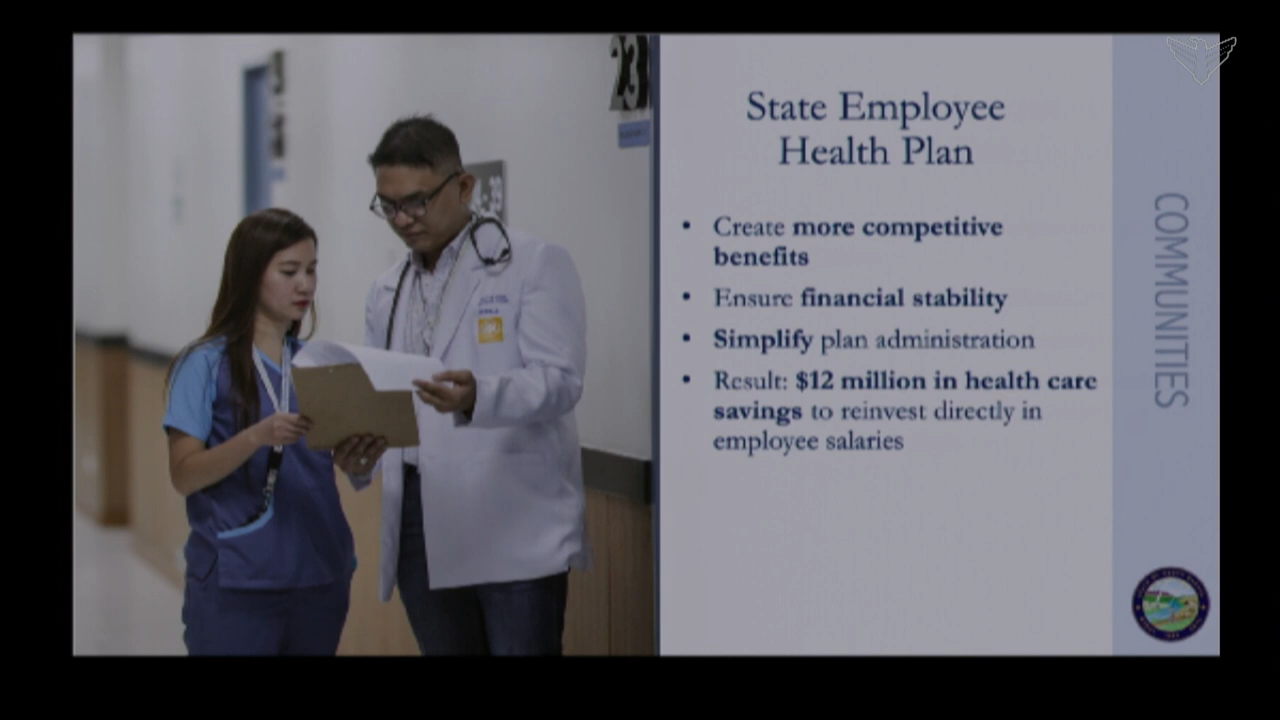 State Employee
Health Plan
• Create more competitive
benefits
• Ensure financial stability
• Simplify plan administration
• Result: $12 million in health care
savings to reinvest directly in
employee salaries
COMMUNITIES
23